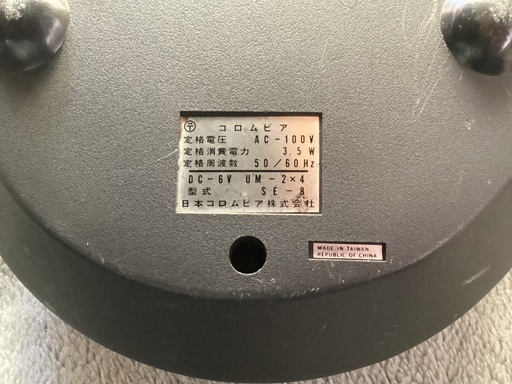 〒 コロムビア
定格電圧 AC-100V
定格消費電力 3.5W
定格周波数 50/60Hz
DC-6V UM-2×4
型式 SE-8
日本コロムビア株式会社
MADE IN TAIWAN
REPUBLIC OF CHINA